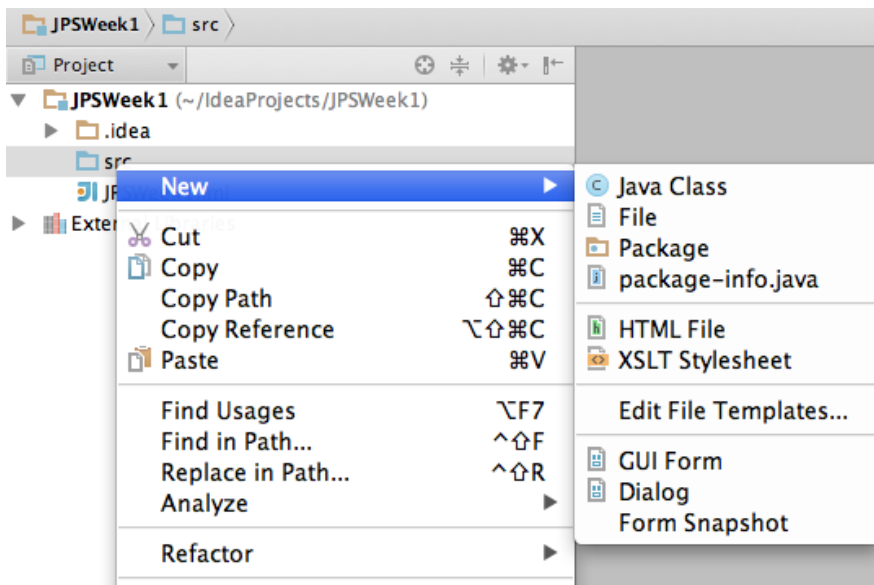 JPSWeek1 src
Project
JPSWeek1 (~/IdeaProjects/JPSWeek1)
.idea
src
Exter
New
Cut ⌘X
Copy ⌘C
Copy Path ⇧⌘C
Copy Reference ⌥⇧⌘C
Paste ⌘V
Find Usages ⌥F7
Find in Path... ^⇧F
Replace in Path... ^⇧R
Analyze
Refactor
Java Class
File
Package
package-info.java
HTML File
XSLT Stylesheet
Edit File Templates...
GUI Form
Dialog
Form Snapshot